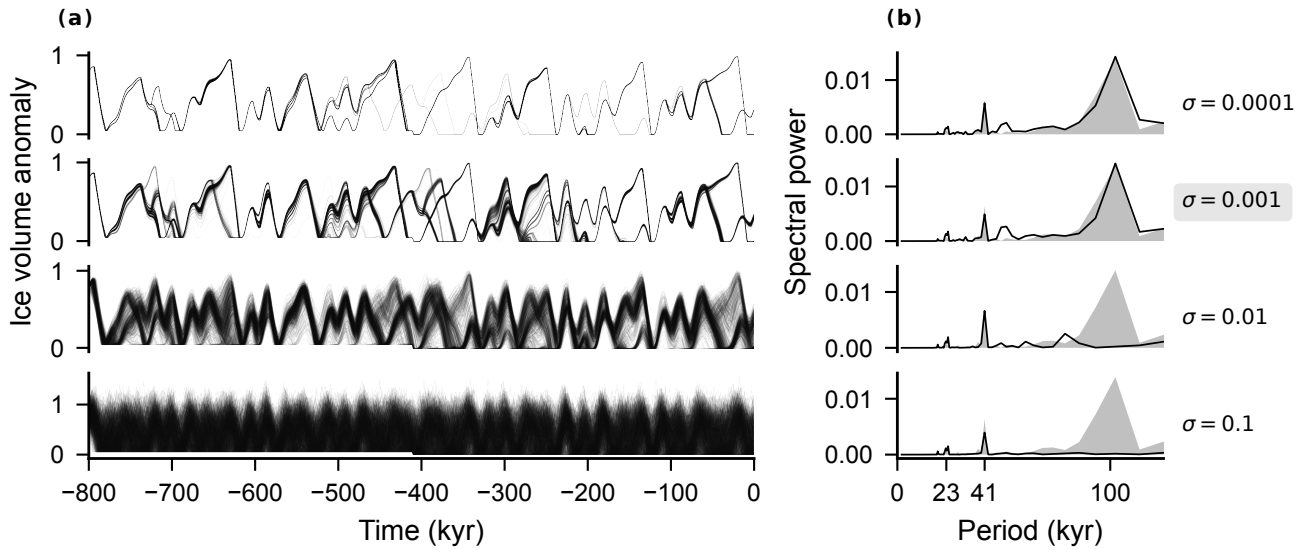 (a)
(b)
Ice volume anomaly
1
0
1
0
1
0
1
0
−800
−700
−600
−500
−400
−300
−200
−100
0
Time (kyr)
Spectral power
0.01
0.00
0.01
0.00
0.01
0.00
0.01
0.00
0
23
41
100
Period (kyr)
σ = 0.0001
σ = 0.001
σ = 0.01
σ = 0.1